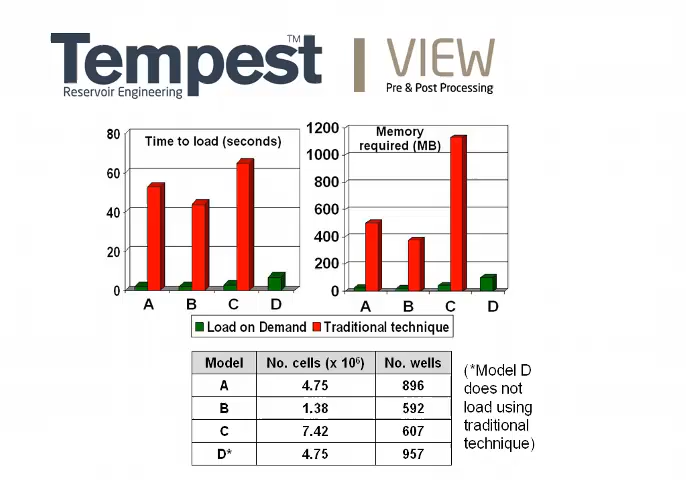 Tempest™
Reservoir Engineering
VIEW
Pre & Post Processing
Time to load (seconds)
80
60
40
20
0
A B C D
Memory
required (MB)
1200
1000
800
600
400
200
0
A B C D
Load on Demand Traditional technique
Model No. cells (x 10⁶) No. wells
A 4.75 896
B 1.38 592
C 7.42 607
D* 4.75 957
(*Model D
does not
load using
traditional
technique)